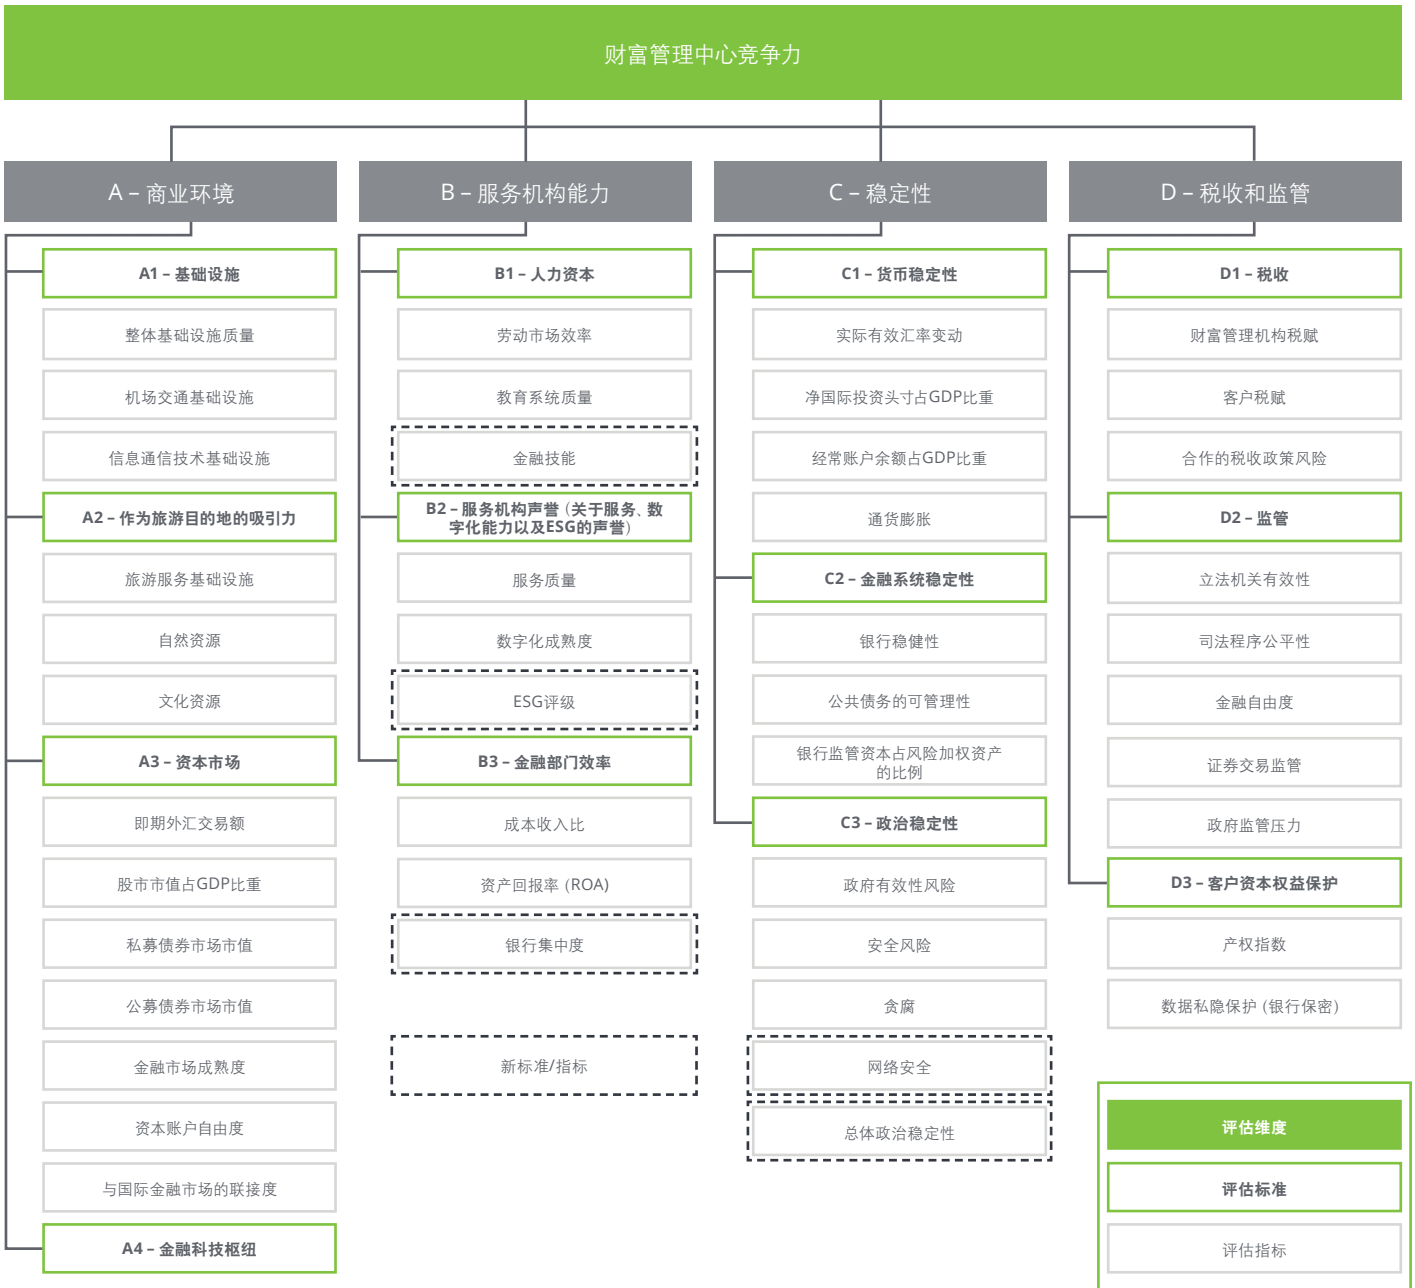 财富管理中心竞争力
A – 商业环境
A1 – 基础设施
整体基础设施质量
机场交通基础设施
信息通信技术基础设施
A2 – 作为旅游目的地的吸引力
旅游服务基础设施
自然资源
文化资源
A3 – 资本市场
即期外汇交易额
股市市值占GDP比重
私募债券市场市值
公募债券市场市值
金融市场成熟度
资本账户自由度
与国际金融市场的联接度
A4 – 金融科技枢纽
B – 服务机构能力
B1 – 人力资本
劳动市场效率
教育系统质量
金融技能
B2 – 服务机构声誉（关于服务、数
字化能力以及ESG的声誉）
服务质量
数字化成熟度
ESG评级
B3 – 金融部门效率
成本收入比
资产回报率 (ROA)
银行集中度
新标准/指标
C – 稳定性
C1 – 货币稳定性
实际有效汇率变动
净国际投资头寸占GDP比重
经常账户余额占GDP比重
通货膨胀
C2 – 金融系统稳定性
银行稳健性
公共债务的可管理性
银行监管资本占风险加权资产
的比例
C3 – 政治稳定性
政府有效性风险
安全风险
贪腐
网络安全
总体政治稳定性
D – 税收和监管
D1 – 税收
财富管理机构税赋
客户税赋
合作的税收政策风险
D2 – 监管
立法机关有效性
司法程序公平性
金融自由度
证券交易监管
政府监管压力
D3 – 客户资本权益保护
产权指数
数据私隐保护 (银行保密)
评估维度
评估标准
评估指标